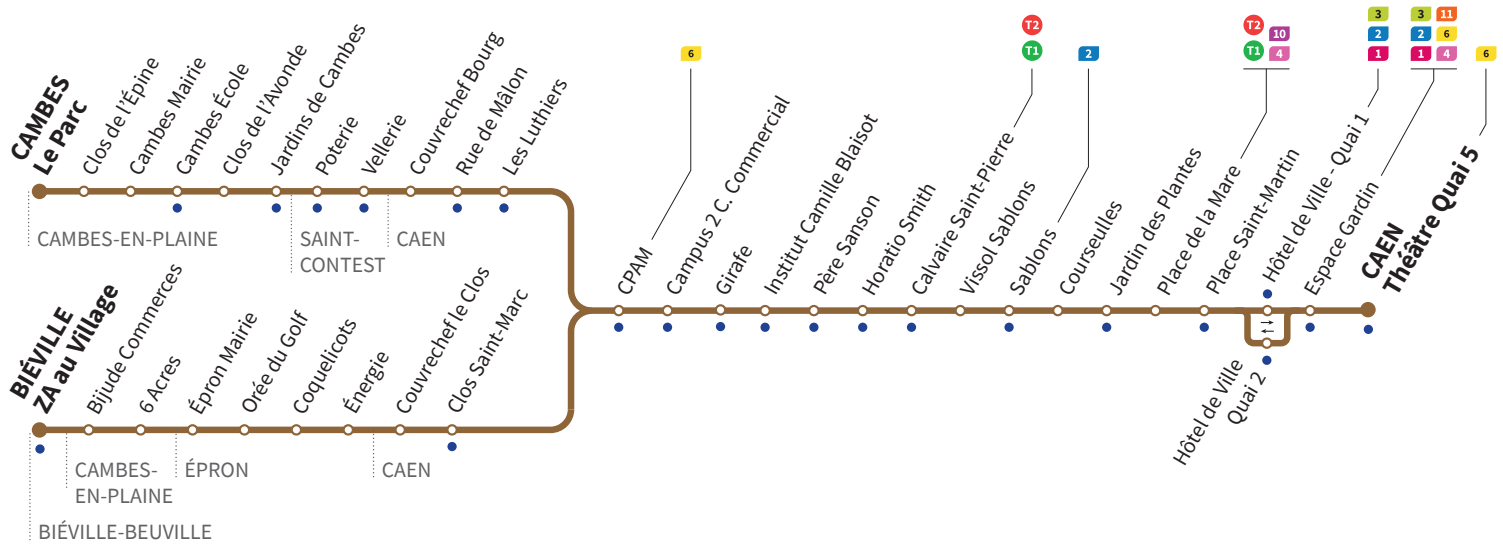 CAMBES
Le Parc
Clos de l'Épine
Cambes Mairie
Cambes École
Clos de l'Avonde
Jardins de Cambes
Poterie
Vellerie
Couvrechef Bourg
Rue de Mâlon
Les Luthiers
CAMBES-EN-PLAINE
SAINT-
CONTEST
CAEN
BIÉVILLE
ZA au Village
Bijude Commerces
6 Acres
Épron Mairie
Orée du Golf
Coquelicots
Énergie
Couvrechef le Clos
Clos Saint-Marc
CAMBES-
EN-PLAINE
ÉPRON
CAEN
BIÉVILLE-BEUVILLE
6
CPAM
Campus 2 C. Commercial
Girafe
Institut Camille Blaisot
Père Sanson
Horatio Smith
T2
T1
Calvaire Saint-Pierre
Vissol Sablons
2
Sablons
Courseulles
Jardin des Plantes
T2 10
T1 4
Place de la Mare
Place Saint-Martin
3
2
1
Hôtel de Ville - Quai 1
Hôtel de Ville
Quai 2
3 11
2 6
1 4
Espace Gardin
6
CAEN
Théâtre Quai 5